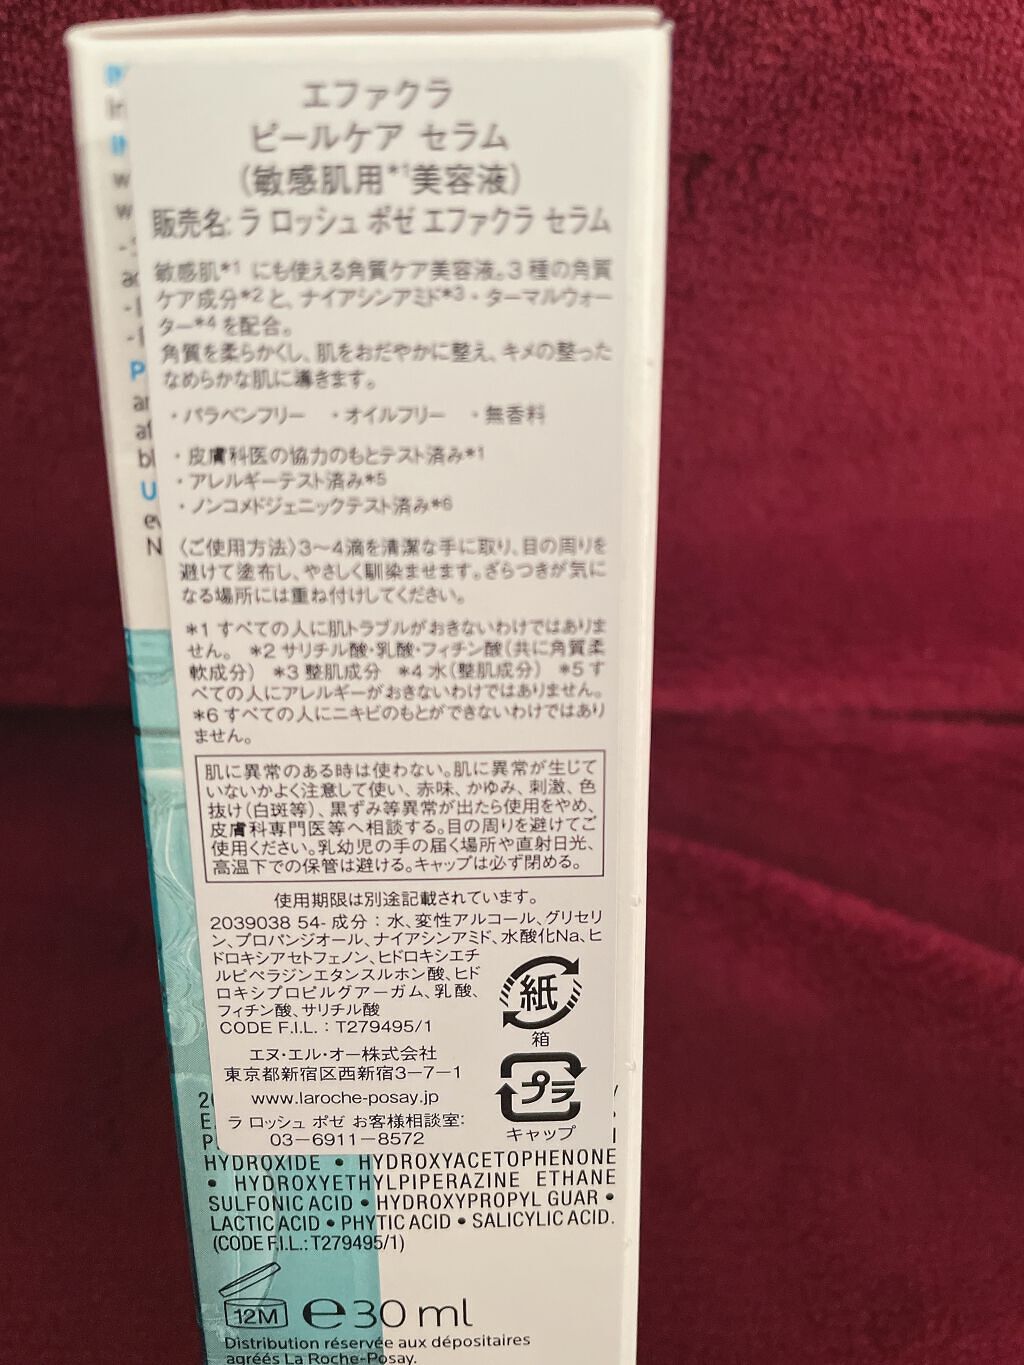 エファクラ
ピールケア セラム
(敏感肌用*¹美容液)
販売名: ラ ロッシュ ポゼ エファクラ セラム
敏感肌*1 にも使える角質ケア美容液。3種の角質
ケア成分*2と、ナイアシンアミド*3・ターマルウォー
ター*4を配合。
角質を柔らかくし、肌をおだやかに整え、キメの整った
なめらかな肌に導きます。
・パラベンフリー ・オイルフリー ・無香料
・皮膚科医の協力のもとテスト済み*1
・アレルギーテスト済み*5
・ノンコメドジェニックテスト済み*6
〈ご使用方法〉3～4滴を清潔な手に取り、目の周りを
避けて塗布し、やさしく馴染ませます。ざらつきが気に
なる場所には重ね付けしてください。
*1 すべての人に肌トラブルがおきないわけではありま
せん。 *2 サリチル酸・乳酸・フィチン酸(共に角質柔
軟成分) *3 整肌成分 *4 水(整肌成分) *5 す
べての人にアレルギーがおきないわけではありません。
*6 すべての人にニキビのもとができないわけではあり
ません。
肌に異常のある時は使わない。肌に異常が生じて
いないかよく注意して使い、赤味、かゆみ、刺激、色
抜け(白斑等)、黒ずみ等異常が出たら使用をやめ、
皮膚科専門医等へ相談する。目の周りを避けてご
使用ください。乳幼児の手の届く場所や直射日光、
高温下での保管は避ける。キャップは必ず閉める。
使用期限は別途記載されています。
2039038 54- 成分：水、変性アルコール、グリセリ
ン、プロパンジオール、ナイアシンアミド、水酸化Na、ヒ
ドロキシアセトフェノン、ヒドロキシエチ
ルピペラジンエタンスルホン酸、ヒド
ロキシプロピルグアーガム、乳酸、
フィチン酸、サリチル酸
CODE F.I.L.：T279495/1
紙
箱
エヌ・エル・オー株式会社
東京都新宿区西新宿3－7－1
www.laroche-posay.jp
ラ ロッシュ ポゼ お客様相談室:
03－6911－8572
プラ
キャップ
HYDROXIDE • HYDROXYACETOPHENONE
• HYDROXYETHYLPIPERAZINE ETHANE
SULFONIC ACID • HYDROXYPROPYL GUAR •
LACTIC ACID • PHYTIC ACID • SALICYLIC ACID.
(CODE F.I.L.: T279495/1)
12M ℮ 30 ml
Distribution réservée aux dépositaires
agréés La Roche-Posay.